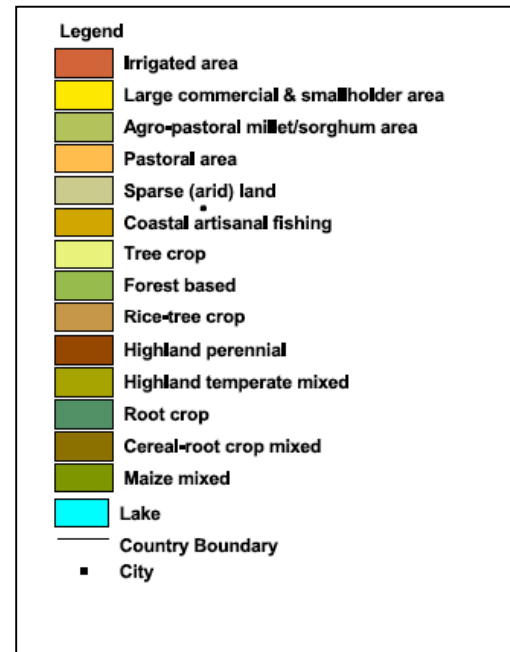 Legend
Irrigated area
Large commercial & smallholder area
Agro-pastoral millet/sorghum area
Pastoral area
Sparse (arid) land
Coastal artisanal fishing
Tree crop
Forest based
Rice-tree crop
Highland perennial
Highland temperate mixed
Root crop
Cereal-root crop mixed
Maize mixed
Lake
Country Boundary
City